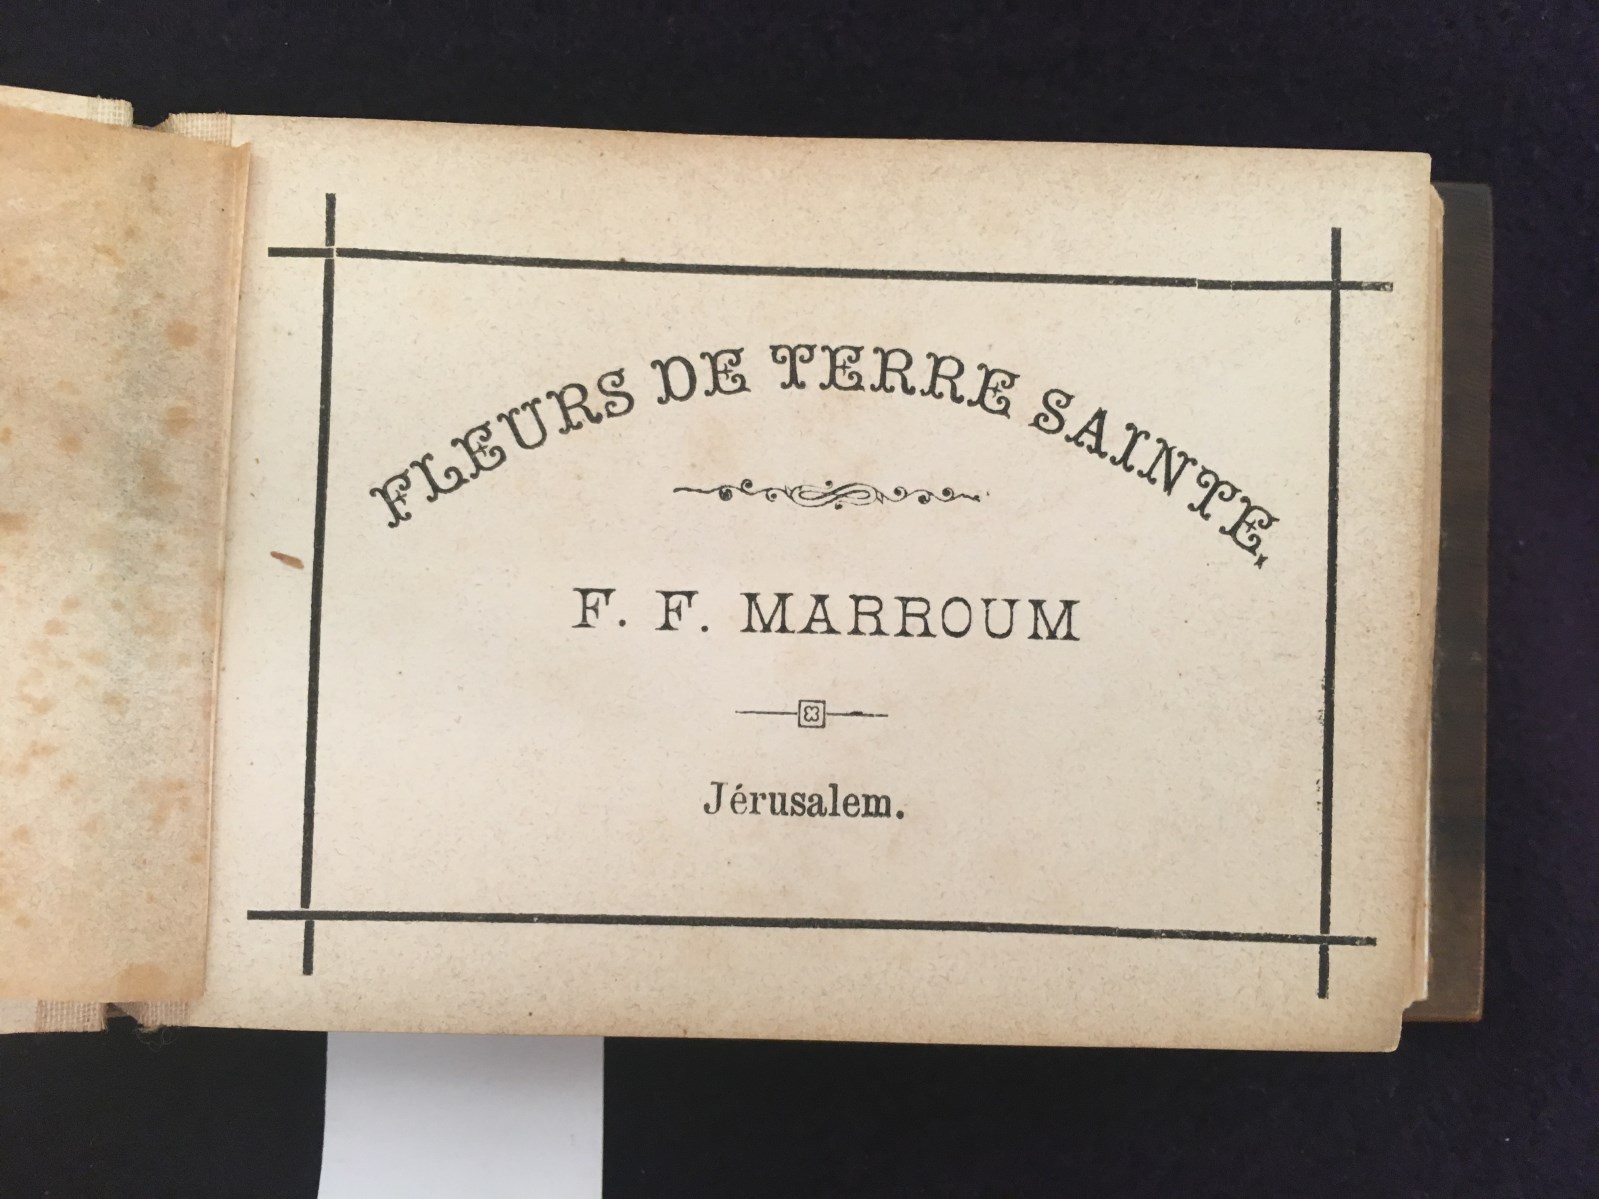 FLEURS DE TERRE SAINTE,
F. F. MARROUM
Jérusalem.